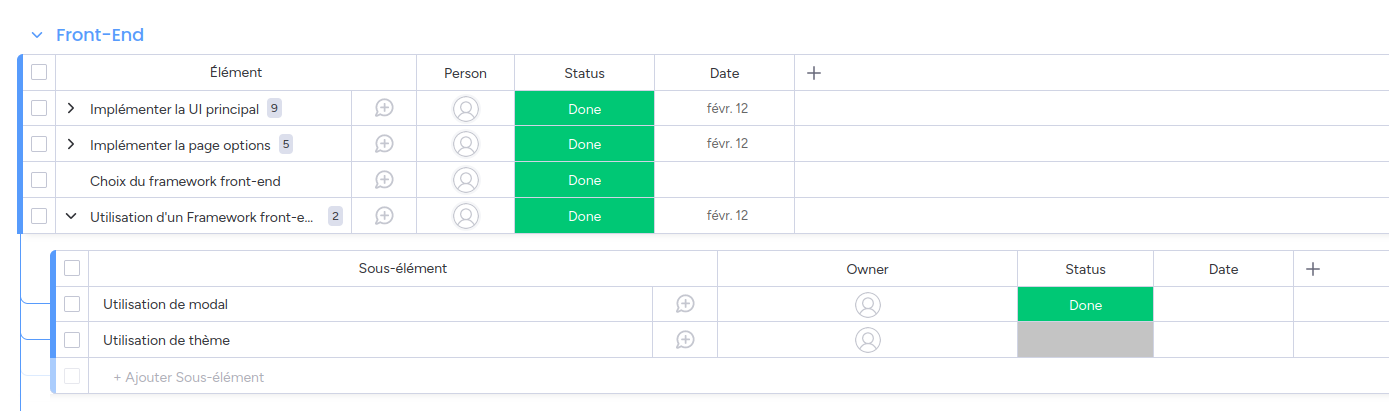 Front-End
Élément Person Status Date
Implémenter la UI principal 9 Done févr. 12
Implémenter la page options 5 Done févr. 12
Choix du framework front-end Done
Utilisation d'un Framework front-e... 2 Done févr. 12
Sous-élément Owner Status Date
Utilisation de modal Done
Utilisation de thème
+ Ajouter Sous-élément